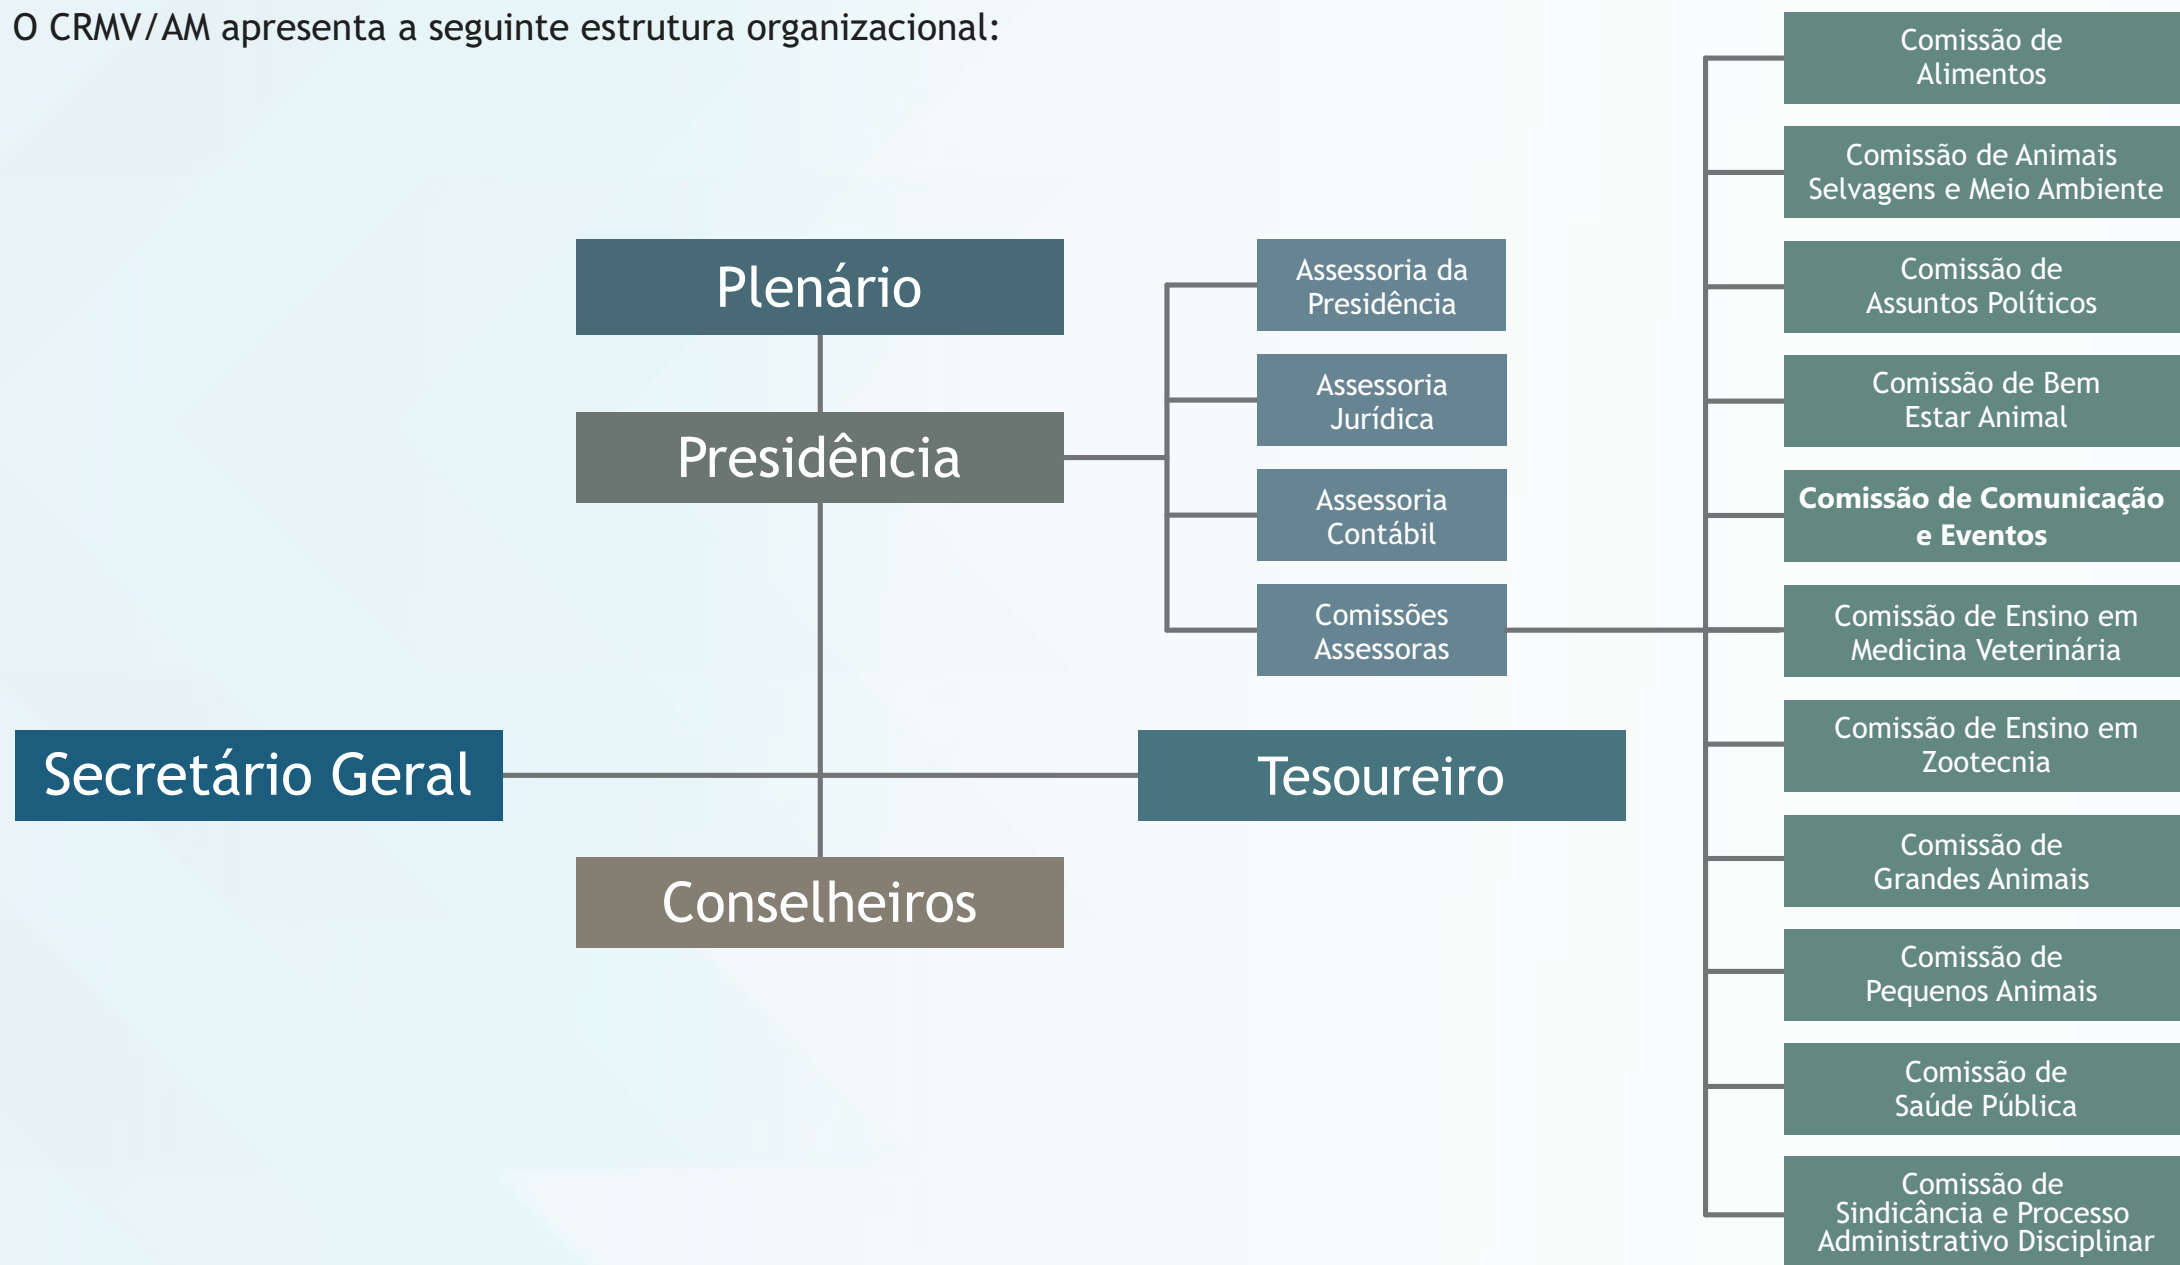 O CRMV/AM apresenta a seguinte estrutura organizacional:
Plenário
Presidência
Secretário Geral
Tesoureiro
Conselheiros
Assessoria da
Presidência
Assessoria
Jurídica
Assessoria
Contábil
Comissões
Assessoras
Comissão de
Alimentos
Comissão de Animais
Selvagens e Meio Ambiente
Comissão de
Assuntos Políticos
Comissão de Bem
Estar Animal
Comissão de Comunicação
e Eventos
Comissão de Ensino em
Medicina Veterinária
Comissão de Ensino em
Zootecnia
Comissão de
Grandes Animais
Comissão de
Pequenos Animais
Comissão de
Saúde Pública
Comissão de
Sindicância e Processo
Administrativo Disciplinar